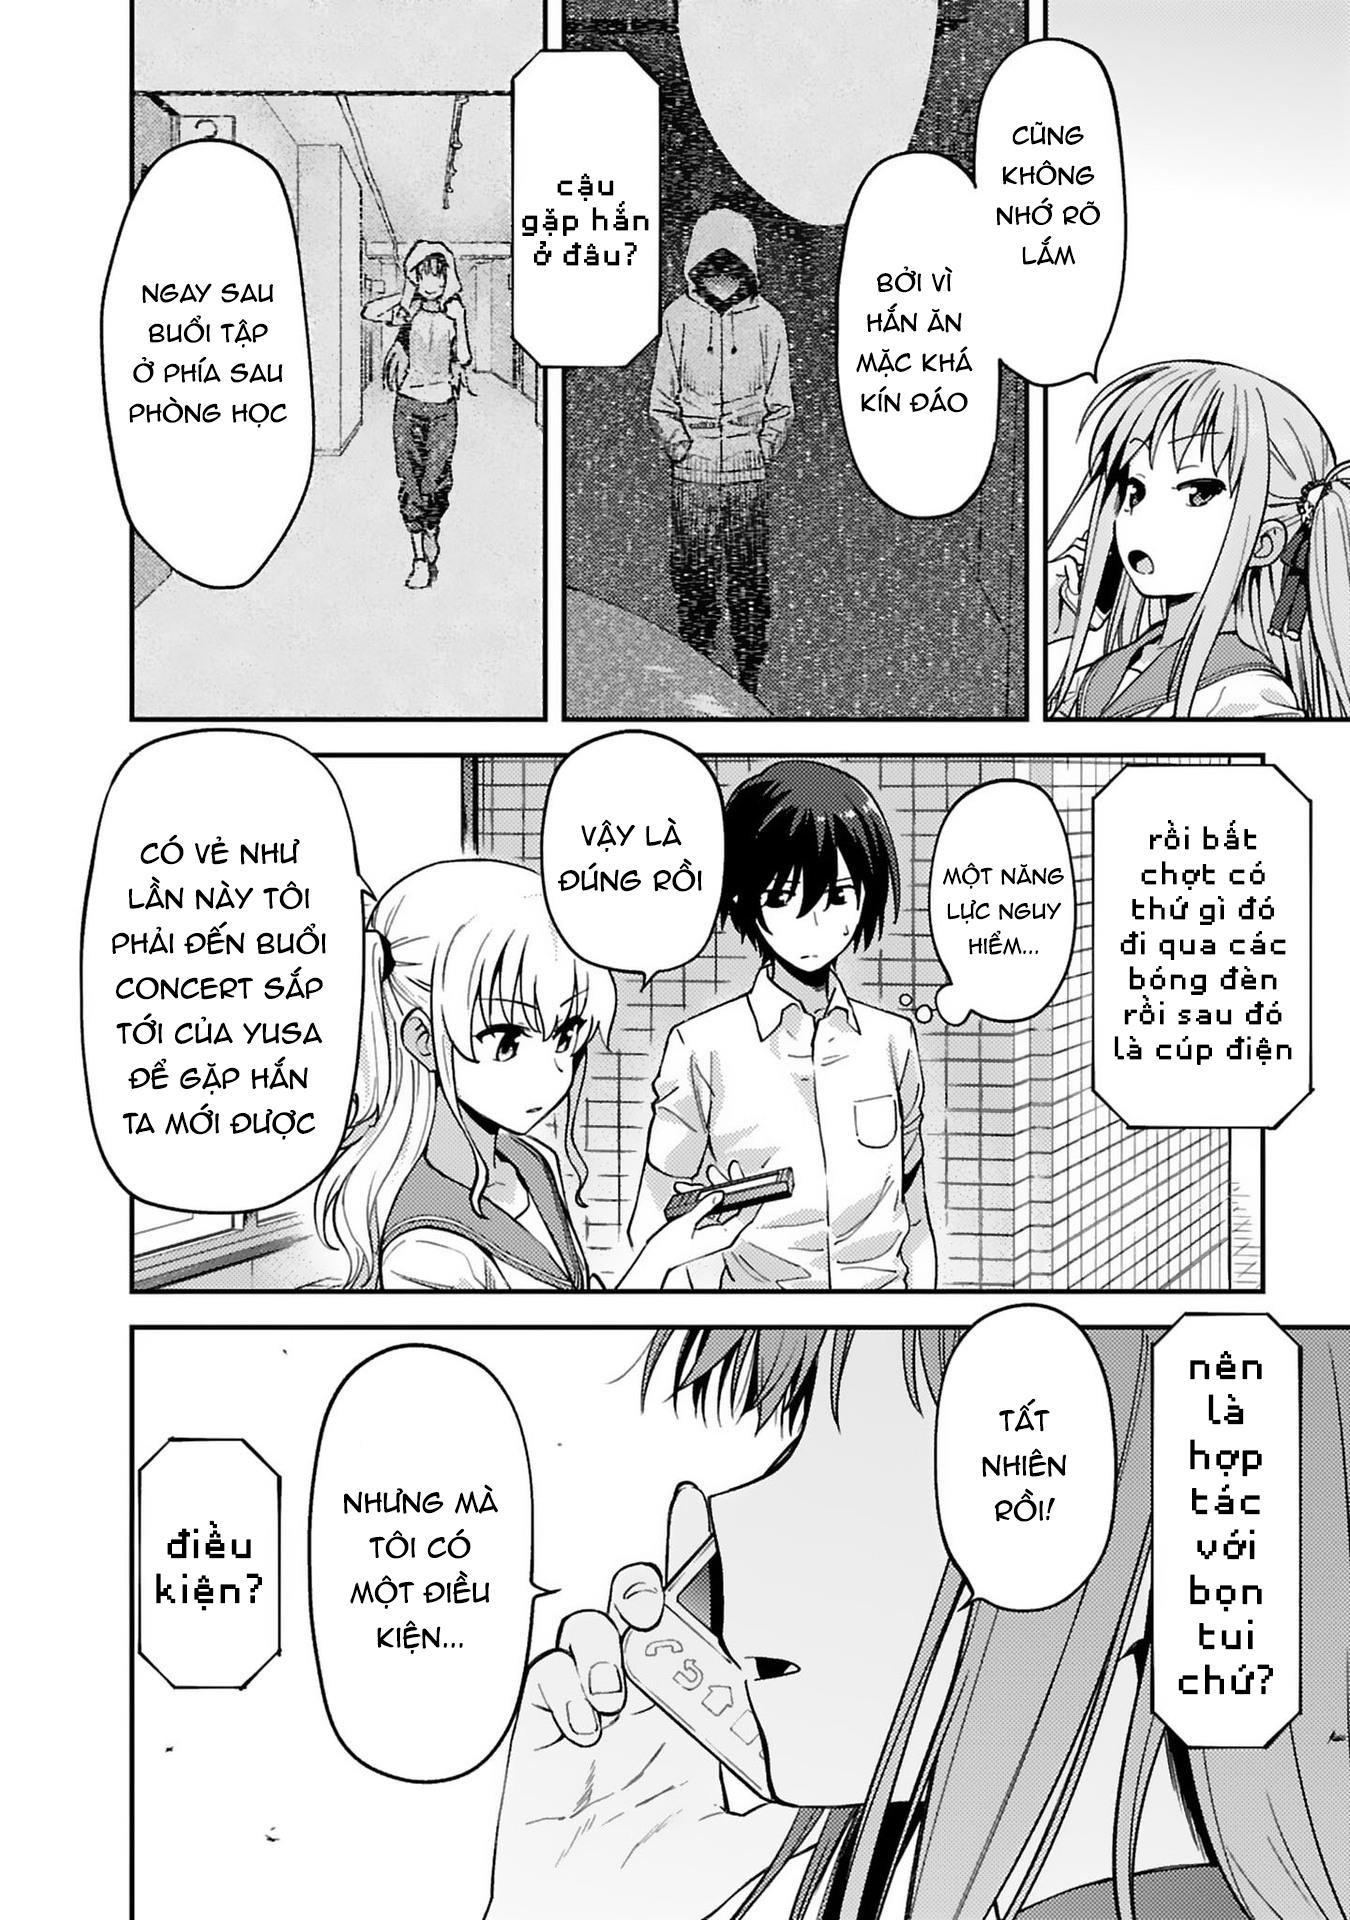 CŨNG
KHÔNG
NHỚ RÕ
LẮM
BỞI VÌ
HẮN ĂN
MẶC KHÁ
KÍN ĐÁO
cậu
gặp hắn
ở đâu?
NGAY SAU
BUỔI TẬP
Ở PHÍA SAU
PHÒNG HỌC
rồi bất
chợt có
thứ gì đó
đi qua các
bóng đèn
rồi sau đó
là cúp điện
MỘT NĂNG
LỰC NGUY
HIỂM...
VẬY LÀ
ĐÚNG RỒI
CÓ VẺ NHƯ
LẦN NÀY TÔI
PHẢI ĐẾN BUỔI
CONCERT SẮP
TỚI CỦA YUSA
ĐỂ GẶP HẮN
TA MỚI ĐƯỢC
nên
là
hợp
tác
với
bọn
tui
chứ?
TẤT
NHIÊN
RỒI!
NHƯNG MÀ
TÔI CÓ
MỘT ĐIỀU
KIỆN...
điều
kiện?